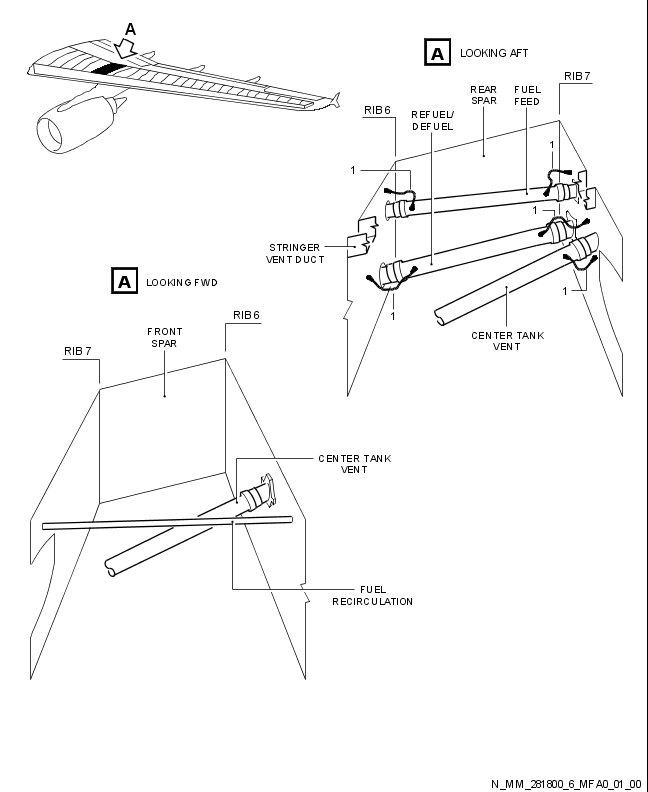 A
A LOOKING AFT
RIB 7
REAR
SPAR
FUEL
FEED
RIB 6
REFUEL/
DEFUEL
1
1
1
STRINGER
VENT DUCT
1
1
CENTER TANK
VENT
A LOOKING FWD
RIB 6
FRONT
SPAR
RIB 7
CENTER TANK
VENT
FUEL
RECIRCULATION
N_MM_281800_6_MFA0_01_00